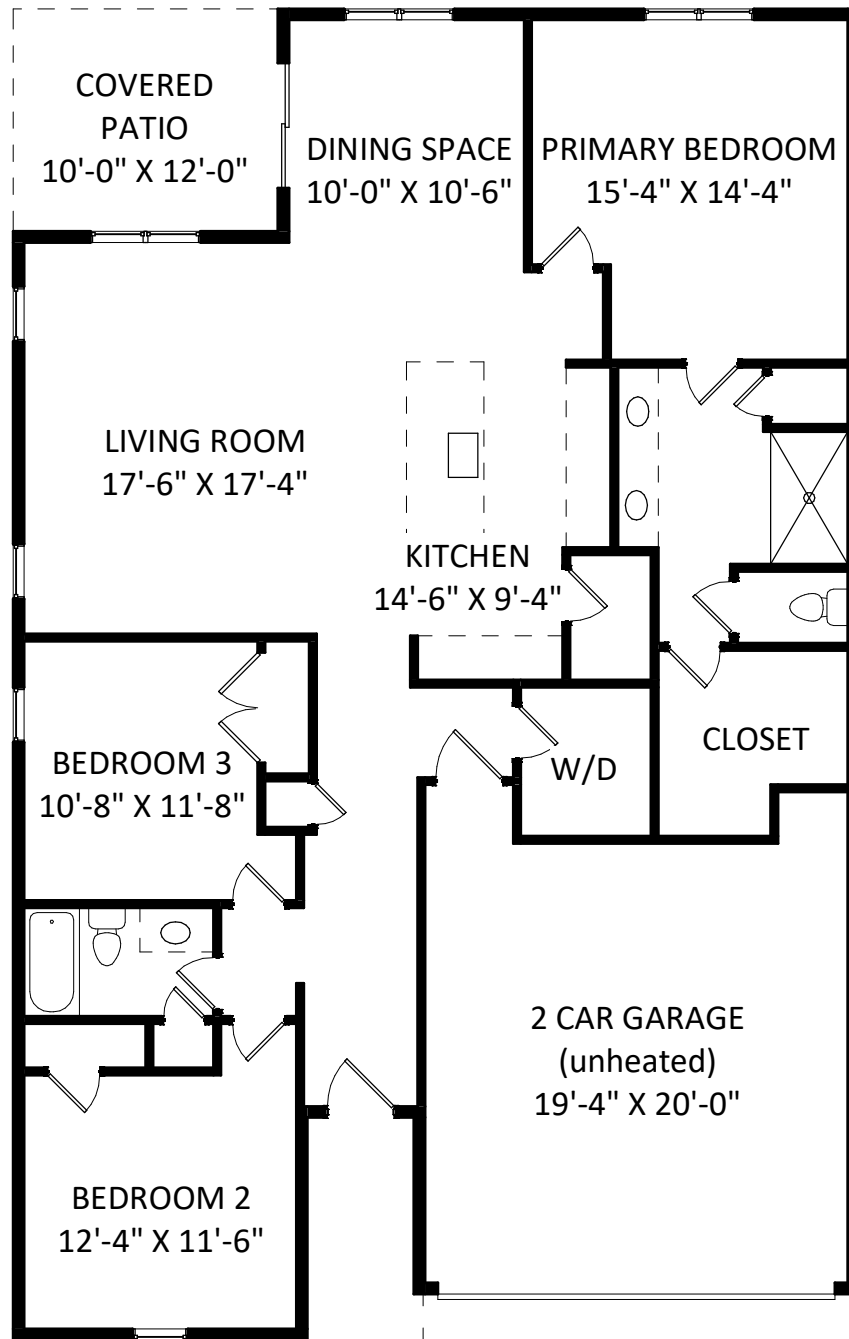 COVERED
PATIO
10'-0" X 12'-0"
DINING SPACE
10'-0" X 10'-6"
PRIMARY BEDROOM
15'-4" X 14'-4"
LIVING ROOM
17'-6" X 17'-4"
KITCHEN
14'-6" X 9'-4"
BEDROOM 3
10'-8" X 11'-8"
W/D
CLOSET
2 CAR GARAGE
(unheated)
19'-4" X 20'-0"
BEDROOM 2
12'-4" X 11'-6"